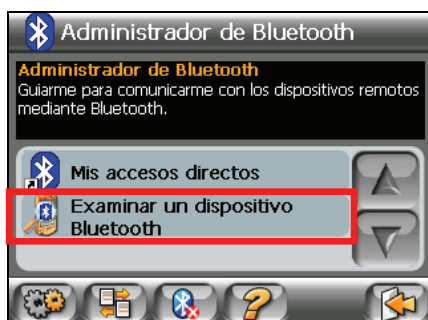 Administrador de Bluetooth
Administrador de Bluetooth
Guiarme para comunicarme con los dispositivos remotos
mediante Bluetooth.
Mis accesos directos
Examinar un dispositivo
Bluetooth